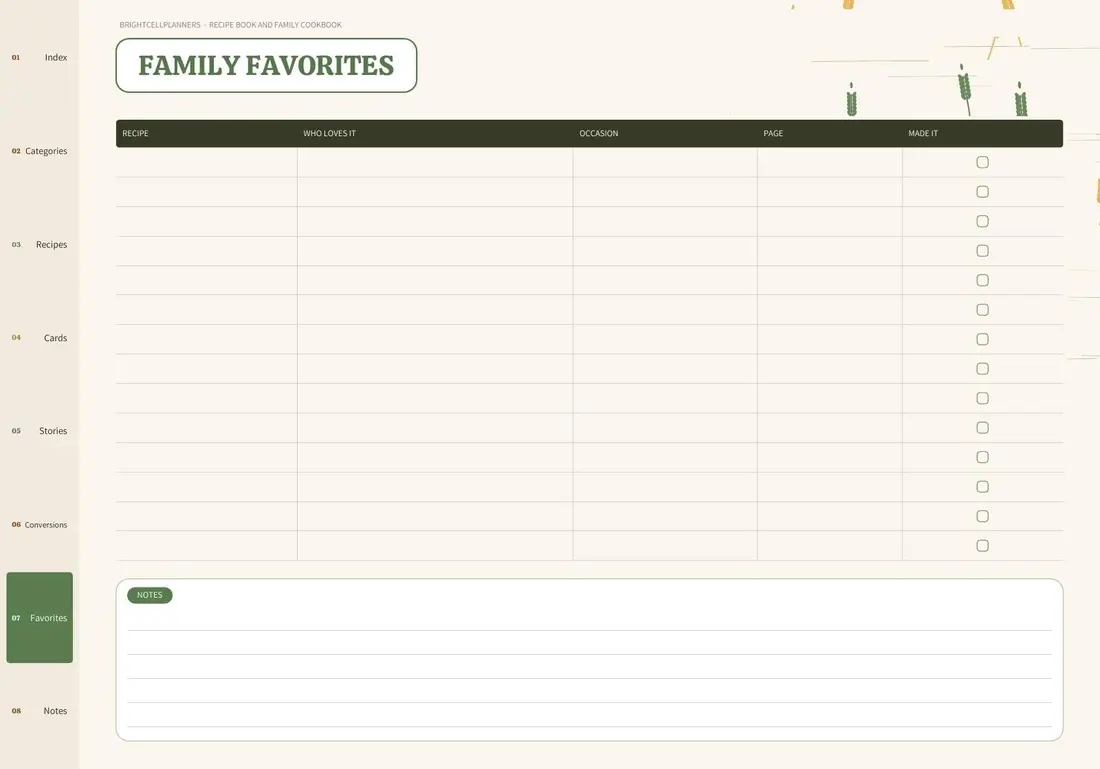 BRIGHTCELLPLANNERS - RECIPE BOOK AND FAMILY COOKBOOK
FAMILY FAVORITES
01 Index
02 Categories
03 Recipes
04 Cards
05 Stories
06 Conversions
07 Favorites
08 Notes
RECIPE WHO LOVES IT OCCASION PAGE MADE IT
NOTES